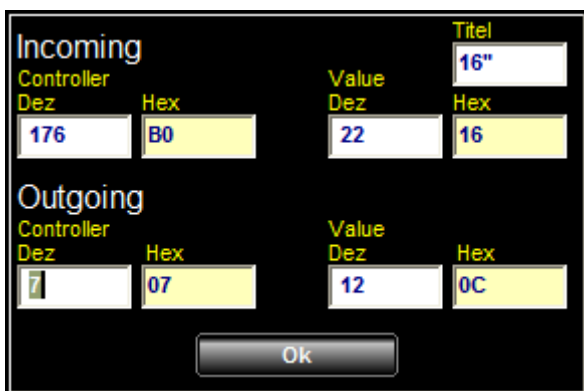 Titel
Incoming
16"
Controller Value
Dez Hex Dez Hex
176 B0 22 16
Outgoing
Controller Value
Dez Hex Dez Hex
7 07 12 0C
Ok